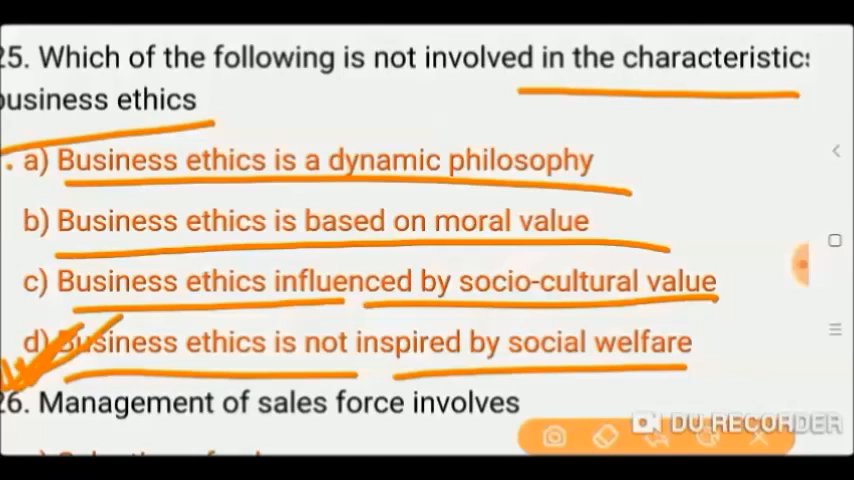 25. Which of the following is not involved in the characteristics
business ethics
a) Business ethics is a dynamic philosophy
b) Business ethics is based on moral value
c) Business ethics influenced by socio-cultural value
d) Business ethics is not inspired by social welfare
26. Management of sales force involves
DU RECORDER